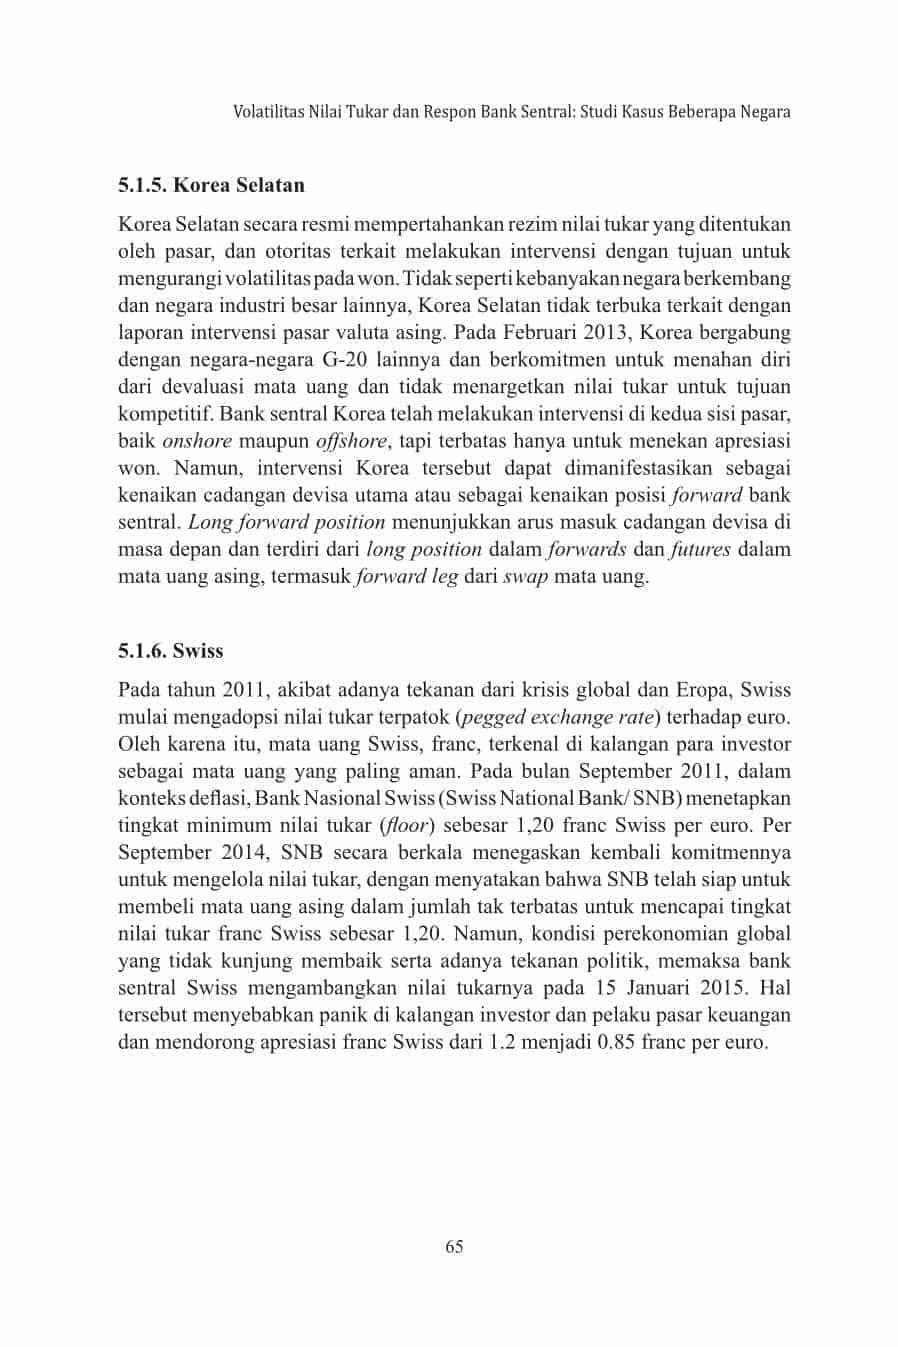 Volatilitas Nilai Tukar dan Respon Bank Sentral: Studi Kasus Beberapa Negara
5.1.5. Korea Selatan
Korea Selatan secara resmi mempertahankan rezim nilai tukar yang ditentukan
oleh pasar, dan otoritas terkait melakukan intervensi dengan tujuan untuk
mengurangi volatilitas pada won. Tidak seperti kebanyakan negara berkembang
dan negara industri besar lainnya, Korea Selatan tidak terbuka terkait dengan
laporan intervensi pasar valuta asing. Pada Februari 2013, Korea bergabung
dengan negara-negara G-20 lainnya dan berkomitmen untuk menahan diri
dari devaluasi mata uang dan tidak menargetkan nilai tukar untuk tujuan
kompetitif. Bank sentral Korea telah melakukan intervensi di kedua sisi pasar,
baik onshore maupun offshore, tapi terbatas hanya untuk menekan apresiasi
won. Namun, intervensi Korea tersebut dapat dimanifestasikan sebagai
kenaikan cadangan devisa utama atau sebagai kenaikan posisi forward bank
sentral. Long forward position menunjukkan arus masuk cadangan devisa di
masa depan dan terdiri dari long position dalam forwards dan futures dalam
mata uang asing, termasuk forward leg dari swap mata uang.
5.1.6. Swiss
Pada tahun 2011, akibat adanya tekanan dari krisis global dan Eropa, Swiss
mulai mengadopsi nilai tukar terpatok (pegged exchange rate) terhadap euro.
Oleh karena itu, mata uang Swiss, franc, terkenal di kalangan para investor
sebagai mata uang yang paling aman. Pada bulan September 2011, dalam
konteks deflasi, Bank Nasional Swiss (Swiss National Bank/ SNB) menetapkan
tingkat minimum nilai tukar (floor) sebesar 1,20 franc Swiss per euro. Per
September 2014, SNB secara berkala menegaskan kembali komitmennya
untuk mengelola nilai tukar, dengan menyatakan bahwa SNB telah siap untuk
membeli mata uang asing dalam jumlah tak terbatas untuk mencapai tingkat
nilai tukar franc Swiss sebesar 1,20. Namun, kondisi perekonomian global
yang tidak kunjung membaik serta adanya tekanan politik, memaksa bank
sentral Swiss mengambangkan nilai tukarnya pada 15 Januari 2015. Hal
tersebut menyebabkan panik di kalangan investor dan pelaku pasar keuangan
dan mendorong apresiasi franc Swiss dari 1.2 menjadi 0.85 franc per euro.
65